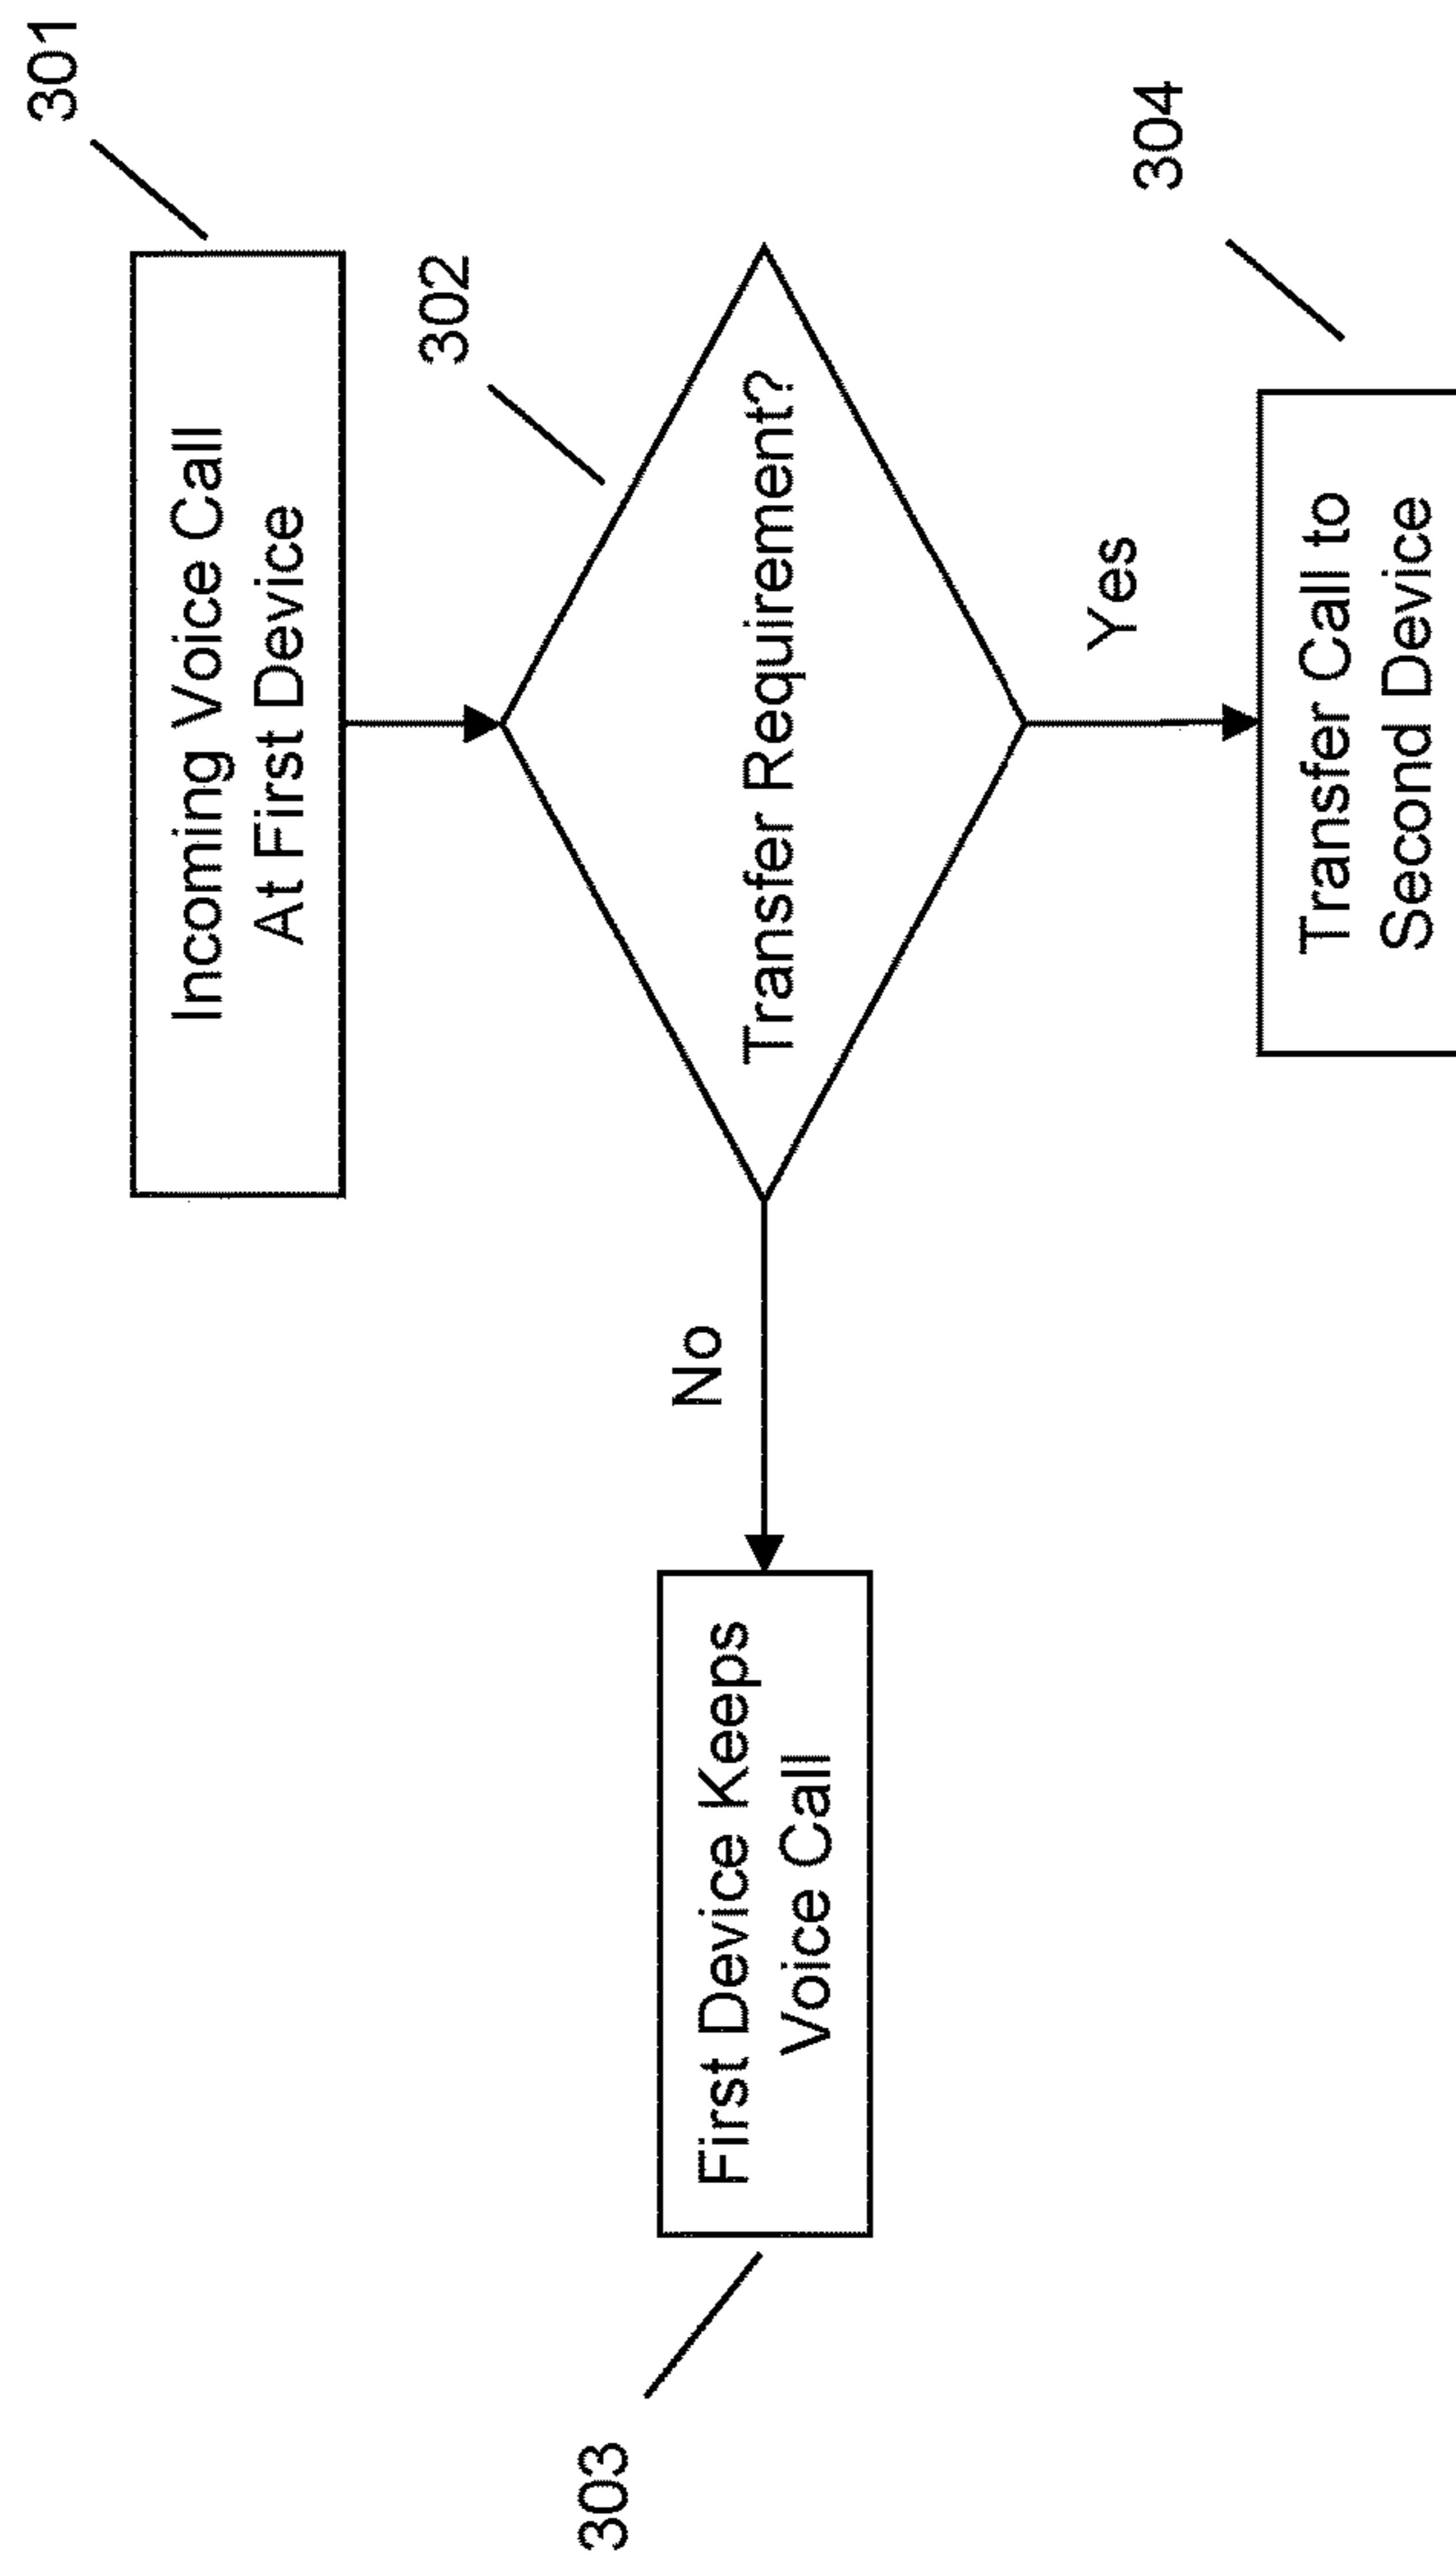 301
Incoming Voice Call
At First Device
302
Transfer Requirement?
No
Yes
303
First Device Keeps
Voice Call
304
Transfer Call to
Second Device